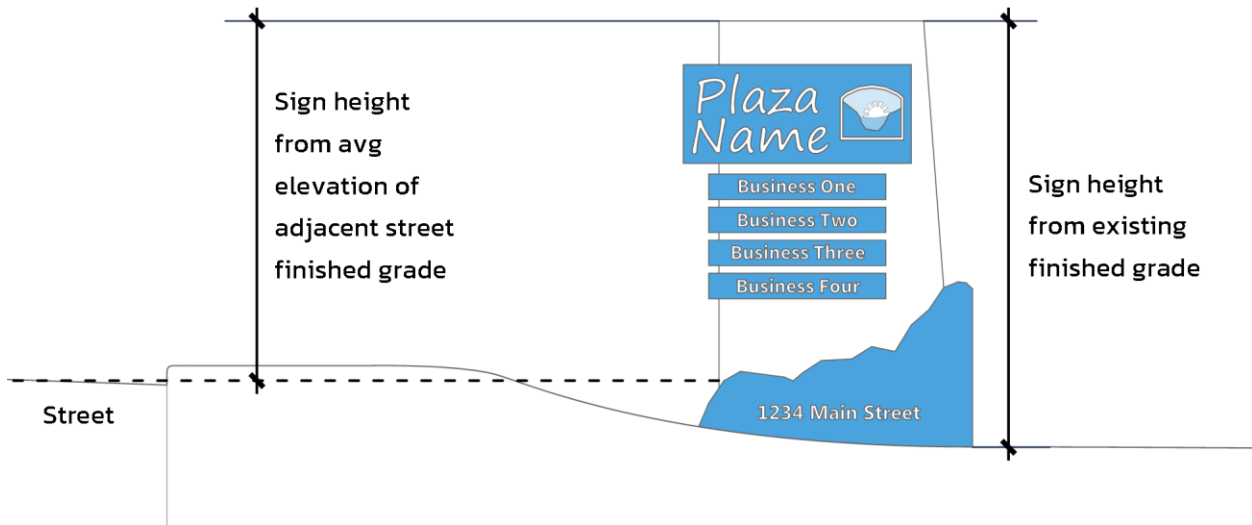 Sign height
from avg
elevation of
adjacent street
finished grade
Plaza
Name
Business One
Business Two
Business Three
Business Four
Sign height
from existing
finished grade
Street
1234 Main Street